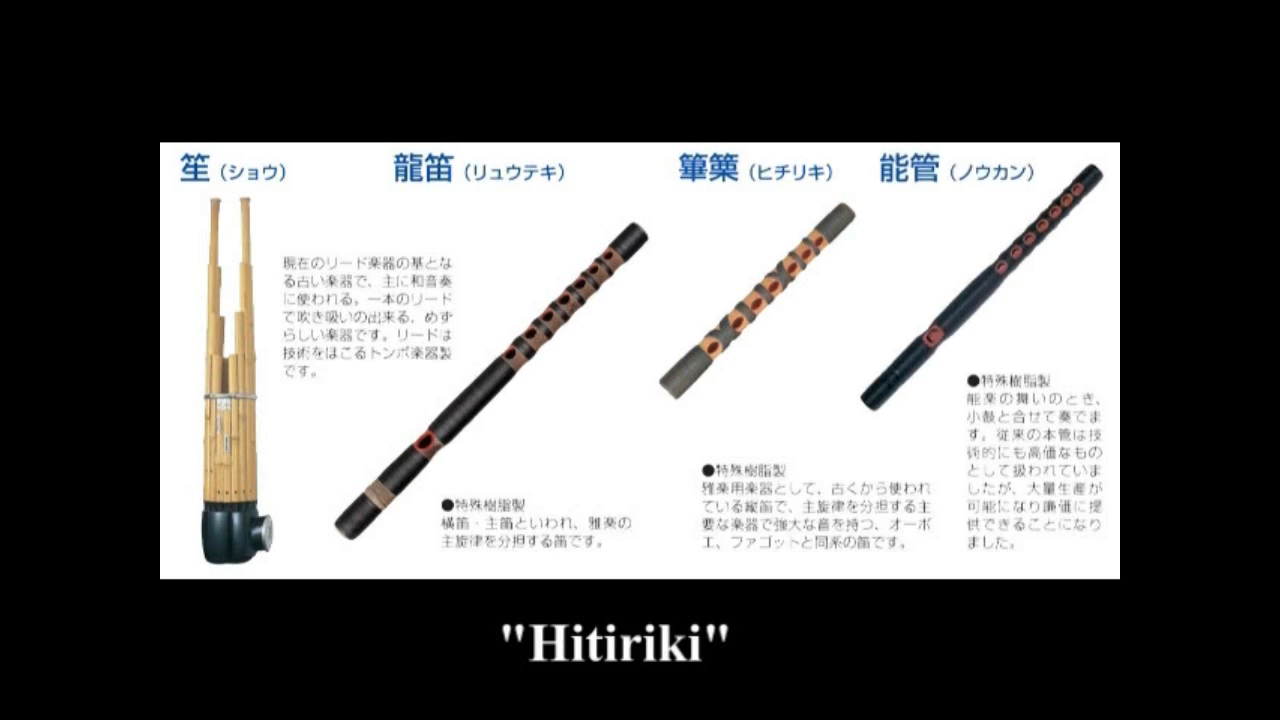 笙（ショウ）
現在のリード楽器の基とな
る古い楽器で、主に和音奏
に使われる。一本のリード
で吹き吸いの出来る、めず
らしい楽器です。リードは
技術をほこるトンボ楽器製
です。
龍笛（リュウテキ）
●特殊樹脂製
横笛・主笛といわれ、雅楽の
主旋律を分担する笛です。
篳篥（ヒチリキ）
●特殊樹脂製
雅楽用楽器として、古くから使われ
ている縦笛で、主旋律を分担する主
要な楽器で強大な音を持つ、オーボ
エ、ファゴットと同系の笛です。
能管（ノウカン）
●特殊樹脂製
能楽の舞いのとき、
小鼓と合せて奏でま
す。従来の本管は技
術的にも高価なもの
として扱われていま
したが、大量生産が
可能になり廉価に提
供できることになり
ました。
"Hitiriki"